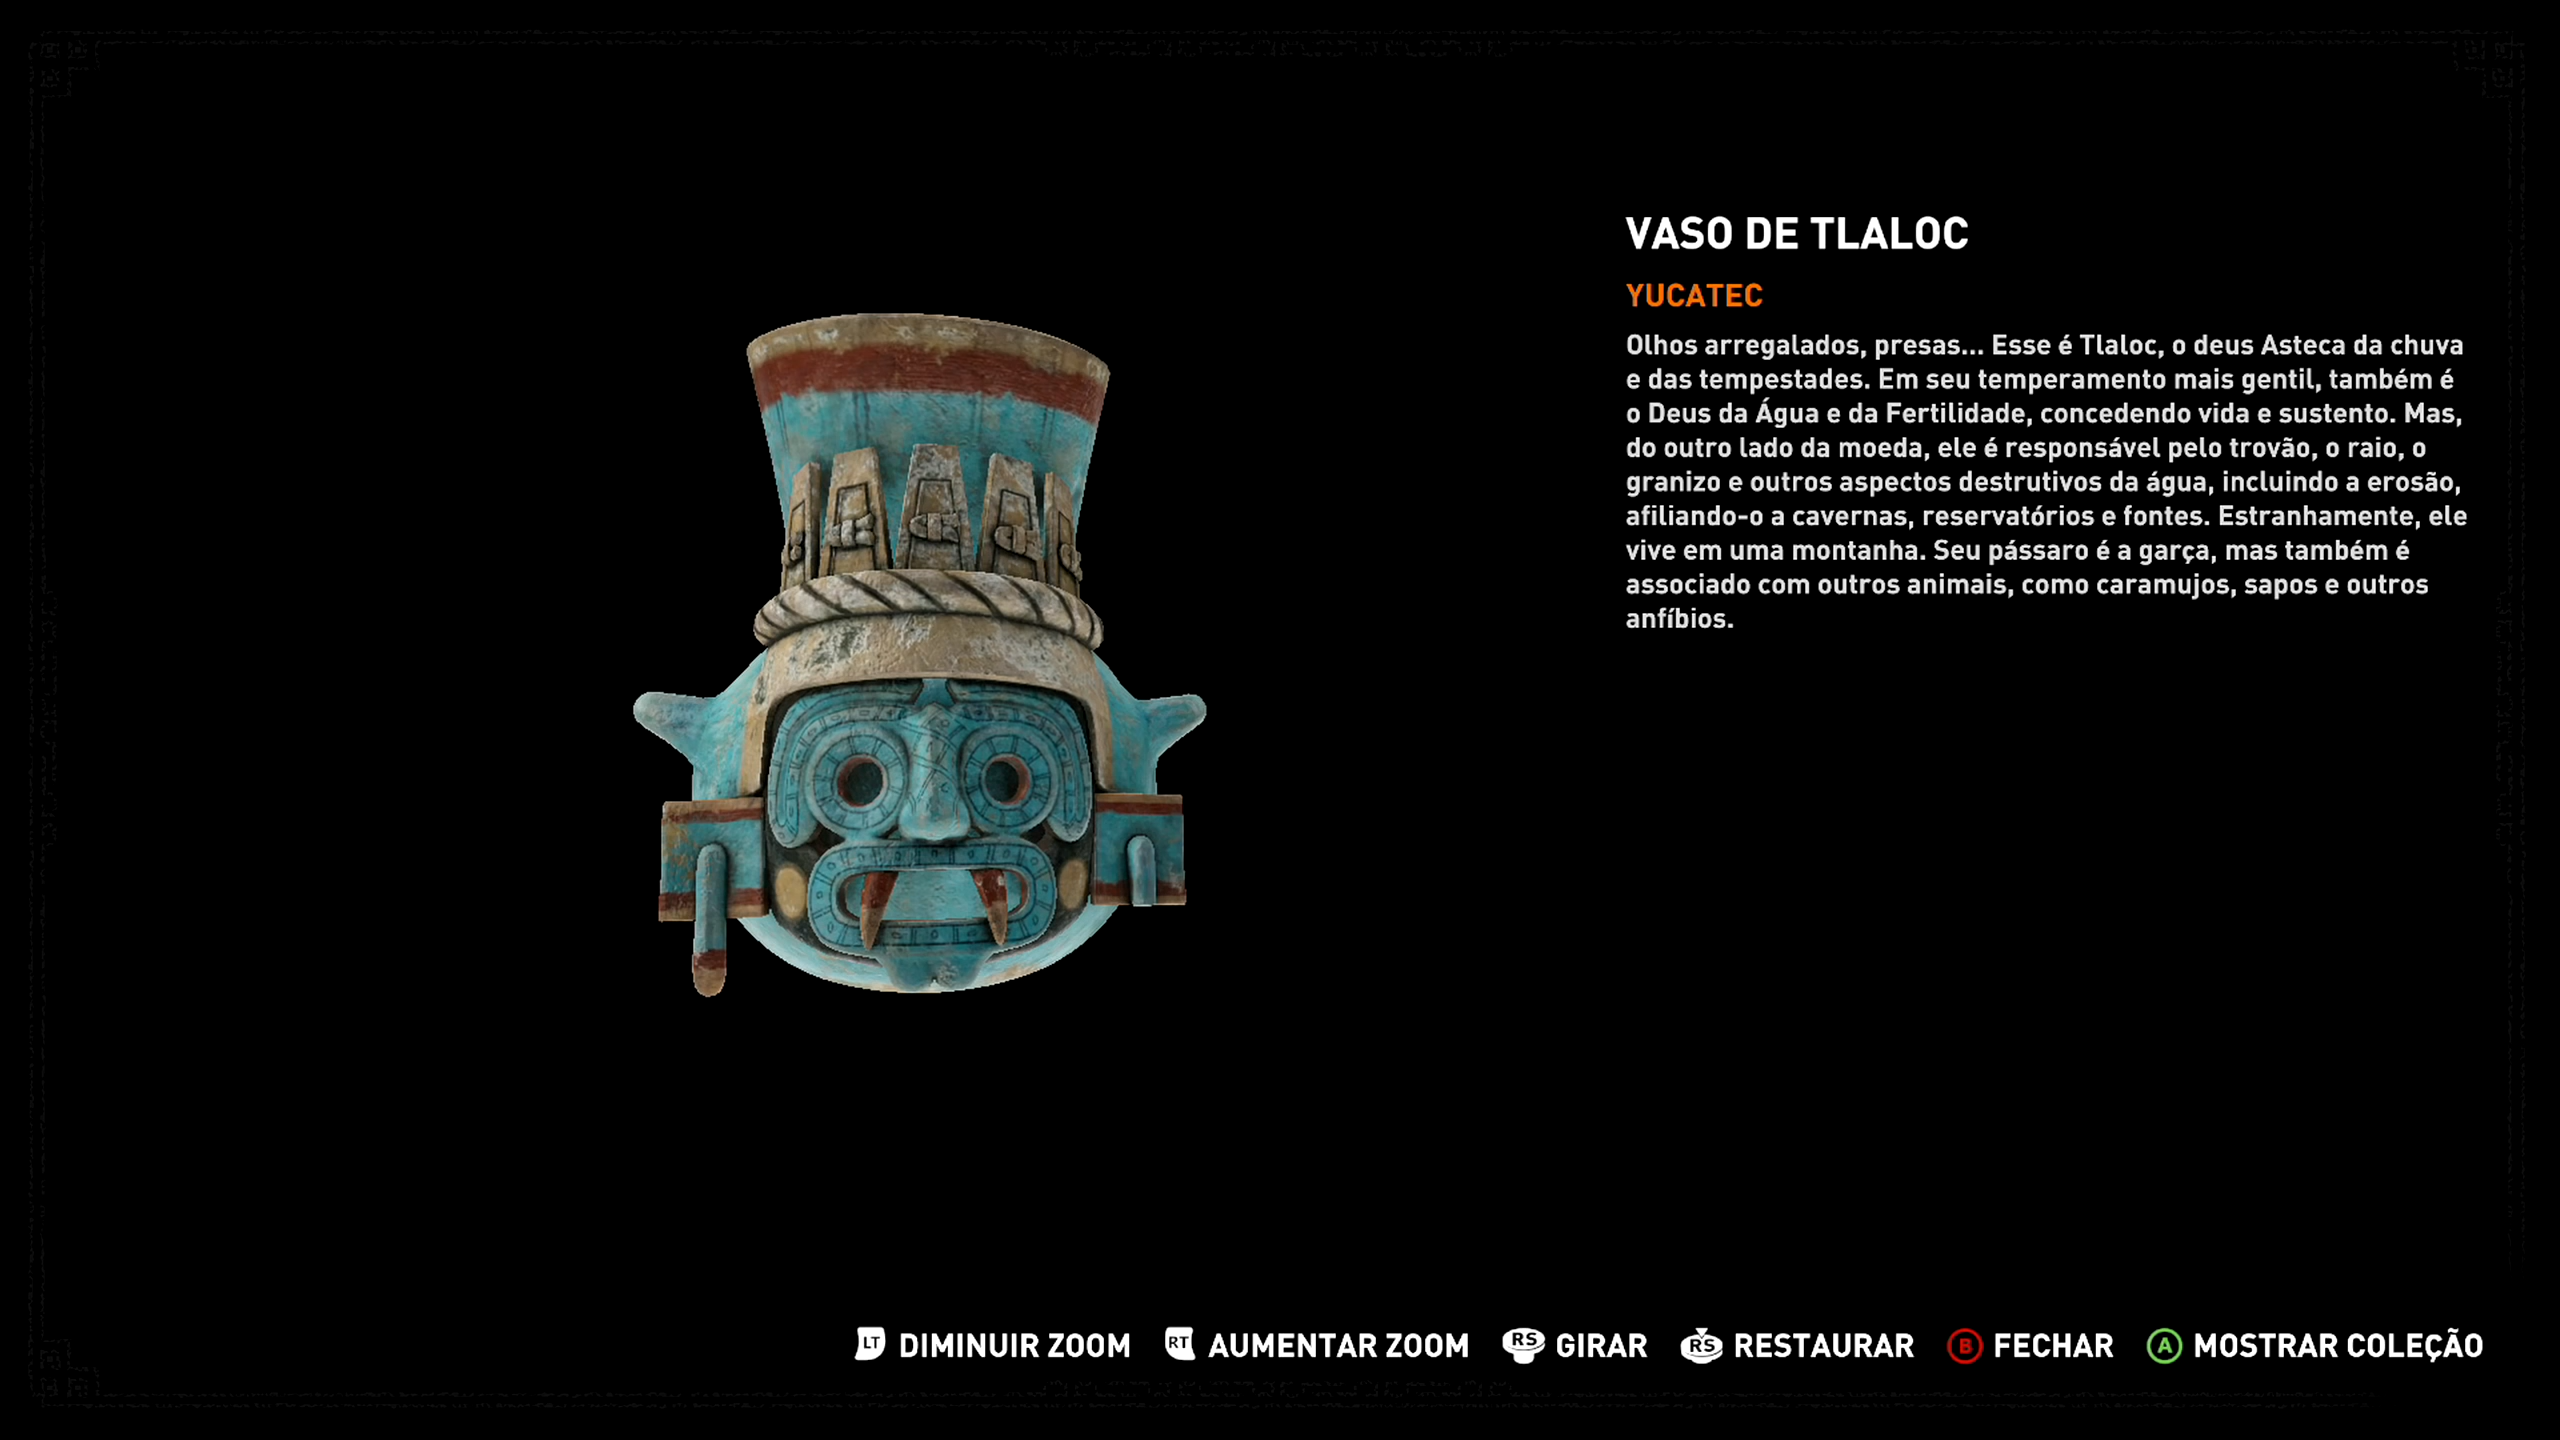 VASO DE TLALOC
YUCATEC
Olhos arregalados, presas... Esse é Tlaloc, o deus Asteca da chuva
e das tempestades. Em seu temperamento mais gentil, também é
o Deus da Água e da Fertilidade, concedendo vida e sustento. Mas,
do outro lado da moeda, ele é responsável pelo trovão, o raio, o
granizo e outros aspectos destrutivos da água, incluindo a erosão,
afiliando-o a cavernas, reservatórios e fontes. Estranhamente, ele
vive em uma montanha. Seu pássaro é a garça, mas também é
associado com outros animais, como caramujos, sapos e outros
anfíbios.
LT DIMINUIR ZOOM RT AUMENTAR ZOOM RS GIRAR RS RESTAURAR B FECHAR A MOSTRAR COLEÇÃO